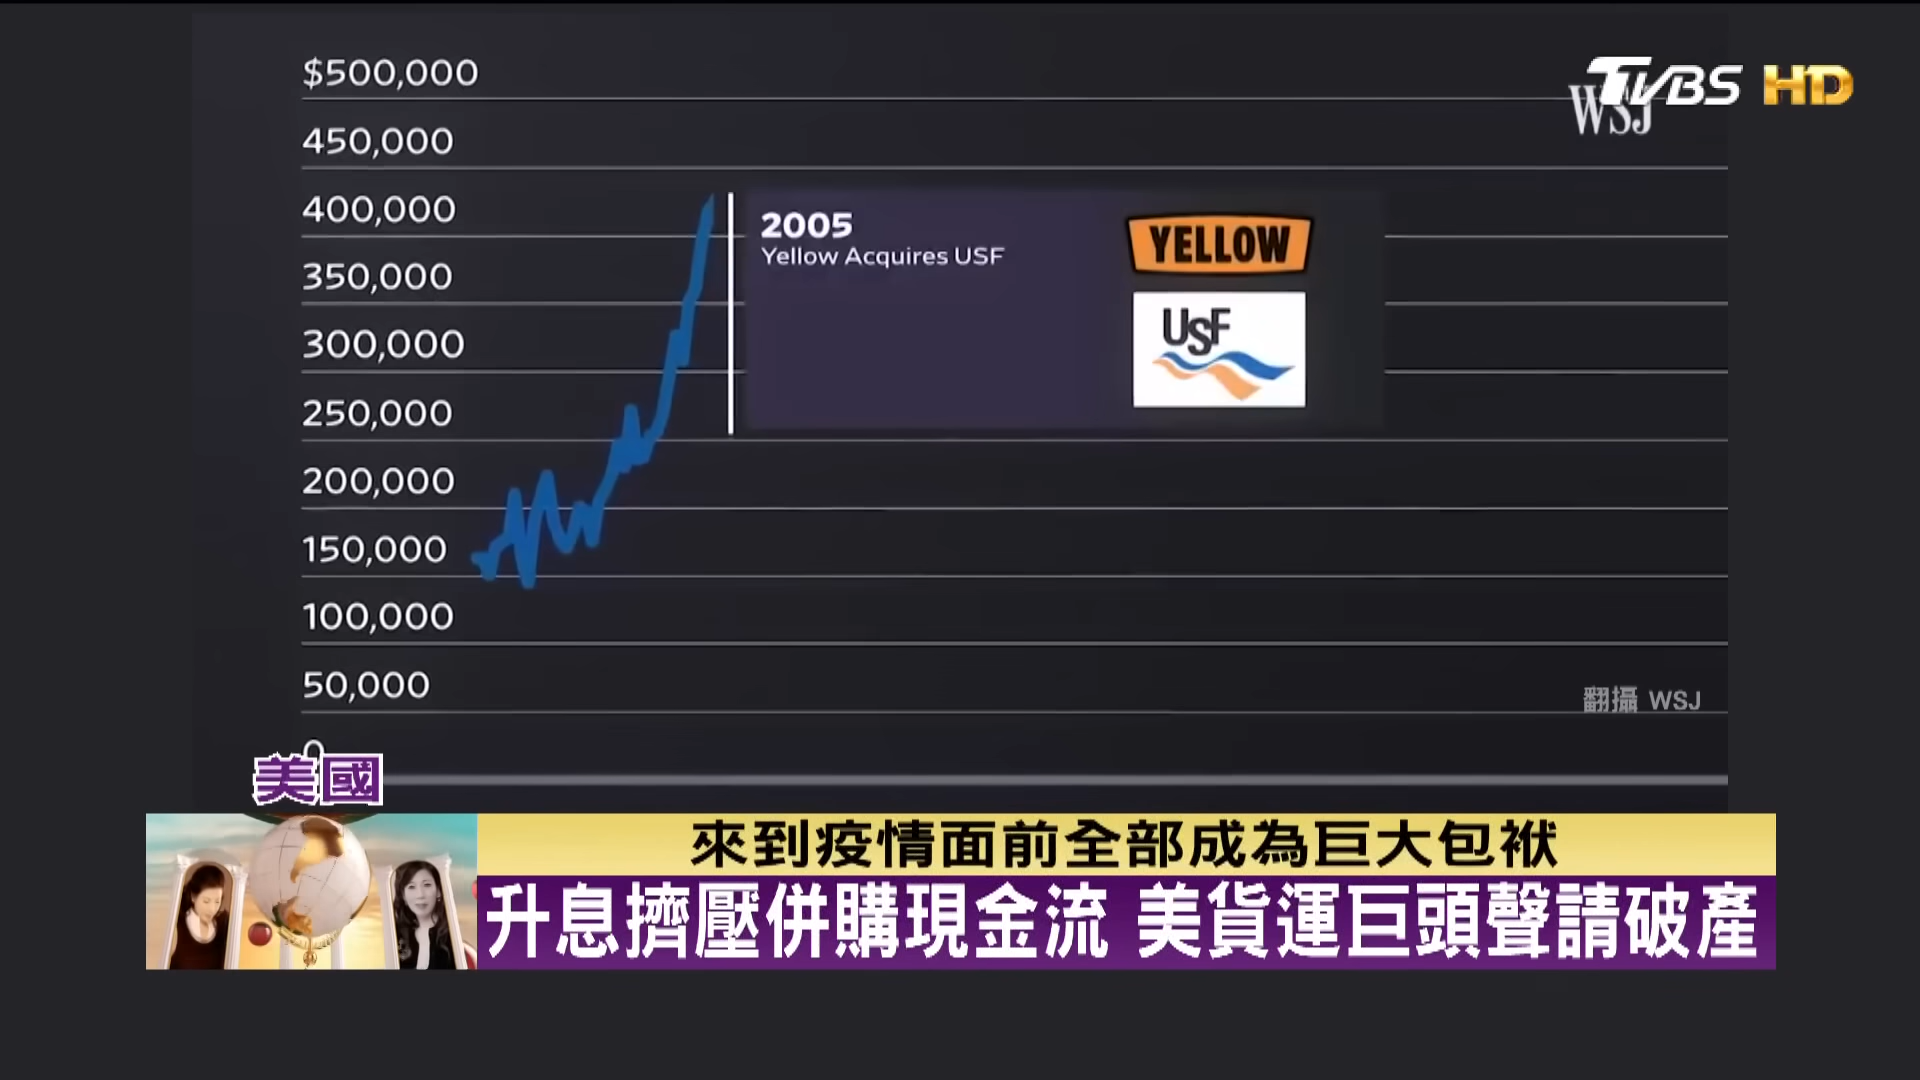 $500,000
TVBS HD
WSJ
450,000
400,000
2005
Yellow Acquires USF
YELLOW
350,000
USF
300,000
250,000
200,000
150,000
100,000
50,000
翻攝 WSJ
0
美國
來到疫情面前全部成為巨大包袱
升息擠壓併購現金流 美貨運巨頭聲請破產